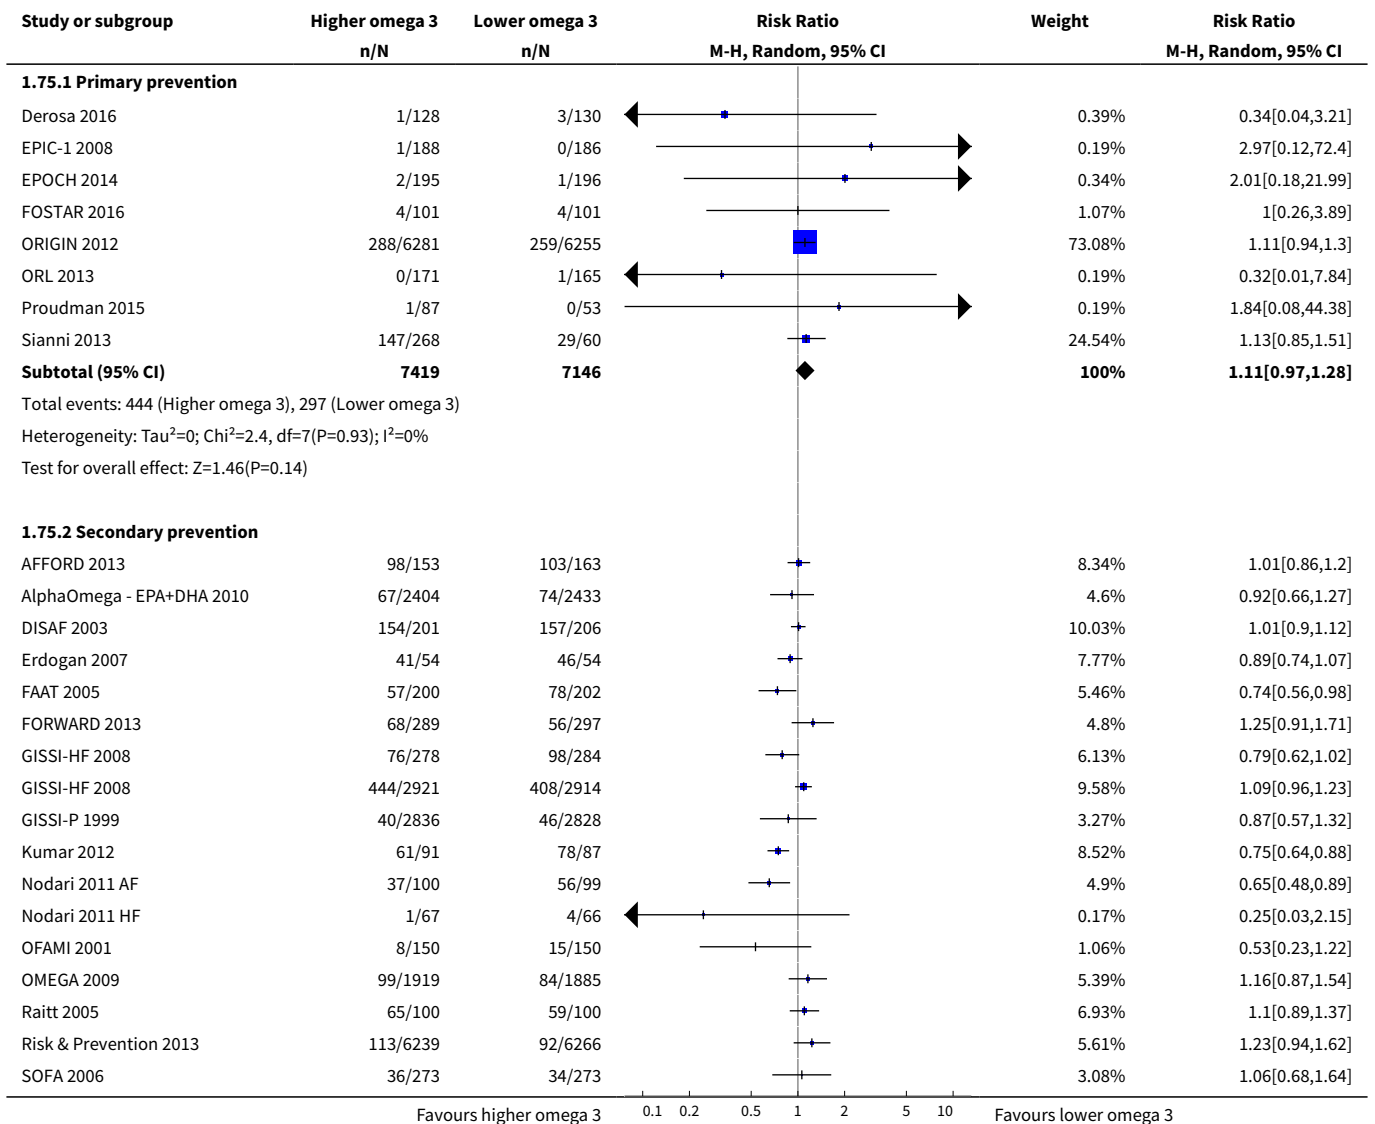 Study or subgroup Higher omega 3 Lower omega 3 Risk Ratio Weight Risk Ratio
n/N n/N M-H, Random, 95% CI M-H, Random, 95% CI
1.75.1 Primary prevention
Derosa 2016 1/128 3/130 0.39% 0.34[0.04,3.21]
EPIC-1 2008 1/188 0/186 0.19% 2.97[0.12,72.4]
EPOCH 2014 2/195 1/196 0.34% 2.01[0.18,21.99]
FOSTAR 2016 4/101 4/101 1.07% 1[0.26,3.89]
ORIGIN 2012 288/6281 259/6255 73.08% 1.11[0.94,1.3]
ORL 2013 0/171 1/165 0.19% 0.32[0.01,7.84]
Proudman 2015 1/87 0/53 0.19% 1.84[0.08,44.38]
Sianni 2013 147/268 29/60 24.54% 1.13[0.85,1.51]
Subtotal (95% CI) 7419 7146 100% 1.11[0.97,1.28]
Total events: 444 (Higher omega 3), 297 (Lower omega 3)
Heterogeneity: Tau²=0; Chi²=2.4, df=7(P=0.93); I²=0%
Test for overall effect: Z=1.46(P=0.14)
1.75.2 Secondary prevention
AFFORD 2013 98/153 103/163 8.34% 1.01[0.86,1.2]
AlphaOmega - EPA+DHA 2010 67/2404 74/2433 4.6% 0.92[0.66,1.27]
DISAF 2003 154/201 157/206 10.03% 1.01[0.9,1.12]
Erdogan 2007 41/54 46/54 7.77% 0.89[0.74,1.07]
FAAT 2005 57/200 78/202 5.46% 0.74[0.56,0.98]
FORWARD 2013 68/289 56/297 4.8% 1.25[0.91,1.71]
GISSI-HF 2008 76/278 98/284 6.13% 0.79[0.62,1.02]
GISSI-HF 2008 444/2921 408/2914 9.58% 1.09[0.96,1.23]
GISSI-P 1999 40/2836 46/2828 3.27% 0.87[0.57,1.32]
Kumar 2012 61/91 78/87 8.52% 0.75[0.64,0.88]
Nodari 2011 AF 37/100 56/99 4.9% 0.65[0.48,0.89]
Nodari 2011 HF 1/67 4/66 0.17% 0.25[0.03,2.15]
OFAMI 2001 8/150 15/150 1.06% 0.53[0.23,1.22]
OMEGA 2009 99/1919 84/1885 5.39% 1.16[0.87,1.54]
Raitt 2005 65/100 59/100 6.93% 1.1[0.89,1.37]
Risk & Prevention 2013 113/6239 92/6266 5.61% 1.23[0.94,1.62]
SOFA 2006 36/273 34/273 3.08% 1.06[0.68,1.64]
Favours higher omega 3 0.1 0.2 0.5 1 2 5 10 Favours lower omega 3